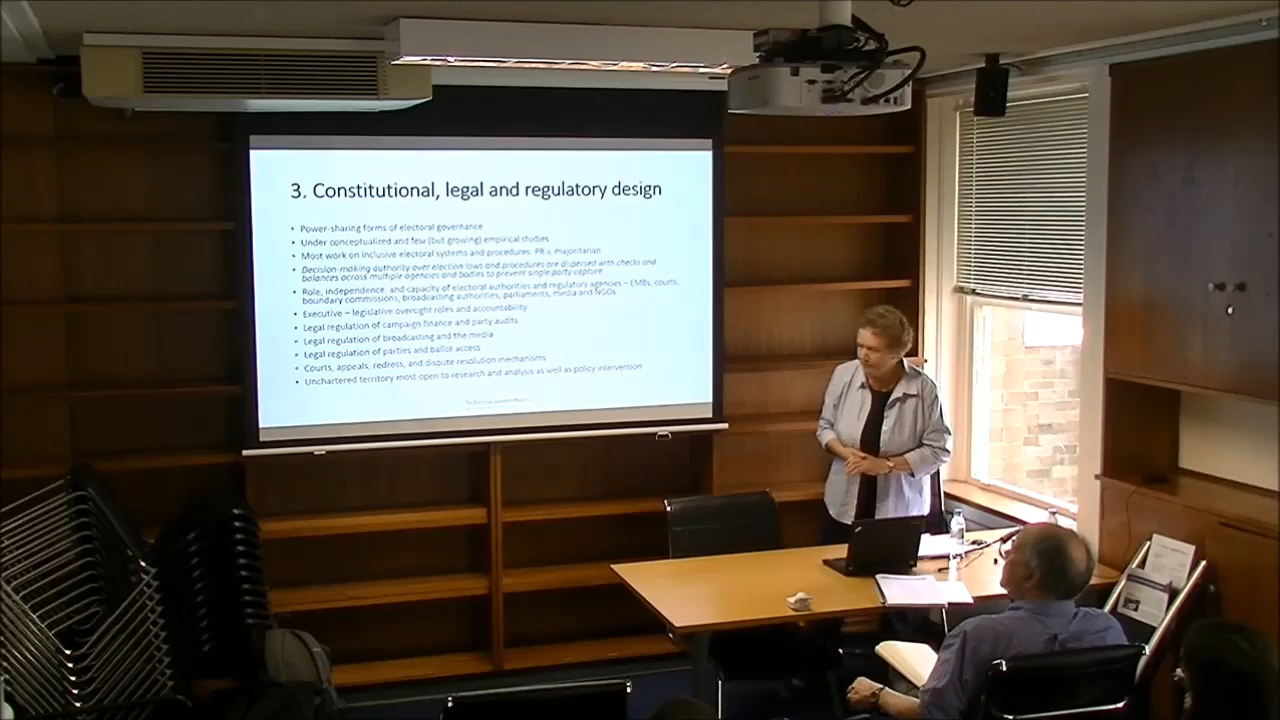 3. Constitutional, legal and regulatory design
• Power-sharing forms of electoral governance
• Under conceptualized and few (but growing) empirical studies
• Most work on inclusive electoral systems and procedures: PR v. majoritarian
• Decision-making authority over election laws and procedures are dispersed with checks and
balances across multiple agencies and bodies to prevent single party capture
• Role, independence, and capacity of electoral authorities and regulatory agencies – EMBs, courts,
boundary commissions, broadcasting authorities, parliaments, media and NGOs
• Executive – legislative oversight roles and accountability
• Legal regulation of campaign finance and party audits
• Legal regulation of broadcasting and the media
• Legal regulation of parties and ballot access
• Courts, appeals, redress, and dispute resolution mechanisms
• Unchartered territory most open to research and analysis as well as policy intervention